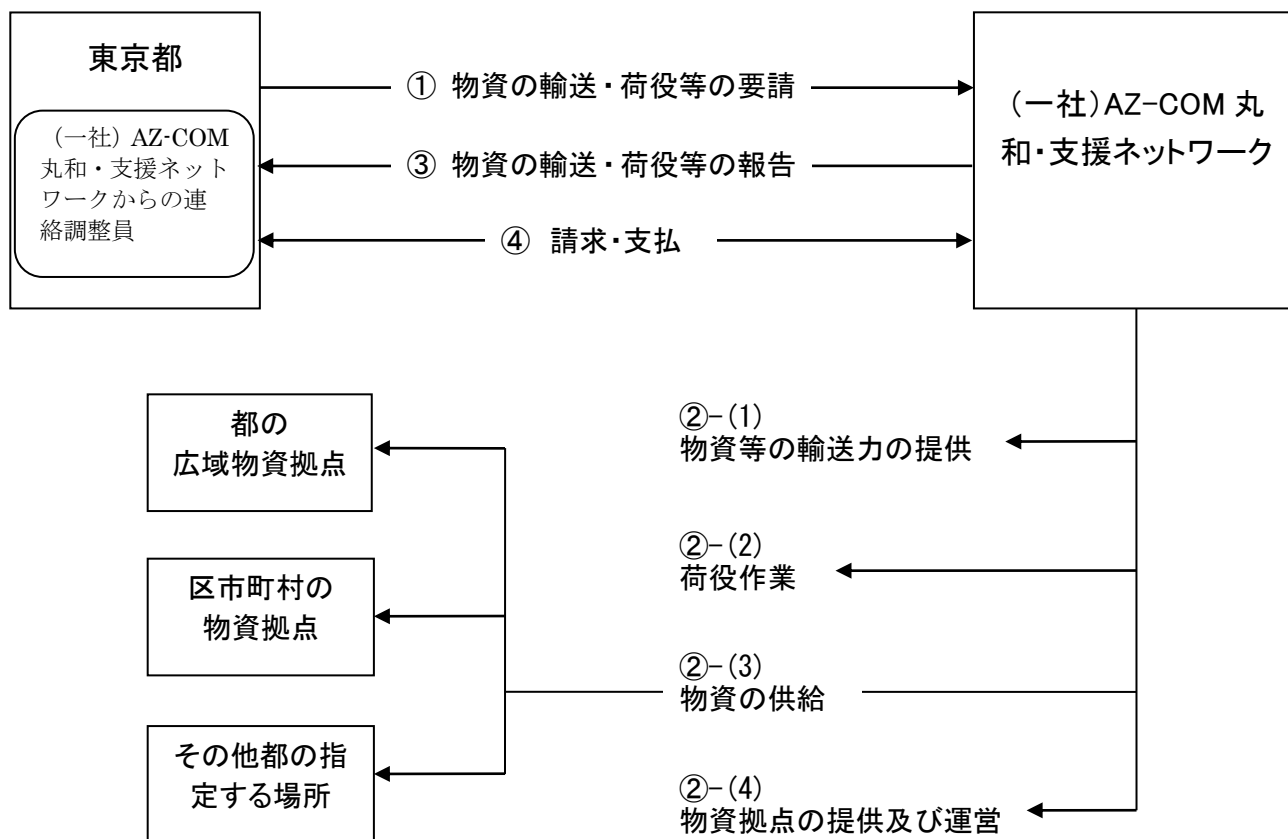 東京都
（一社）AZ-COM
丸和・支援ネット
ワークからの連
絡調整員
① 物資の輸送・荷役等の要請
③ 物資の輸送・荷役等の報告
④ 請求・支払
（一社）AZ-COM 丸
和・支援ネットワーク
②-(1)
物資等の輸送力の提供
②-(2)
荷役作業
②-(3)
物資の供給
②-(4)
物資拠点の提供及び運営
都の
広域物資拠点
区市町村の
物資拠点
その他都の指
定する場所